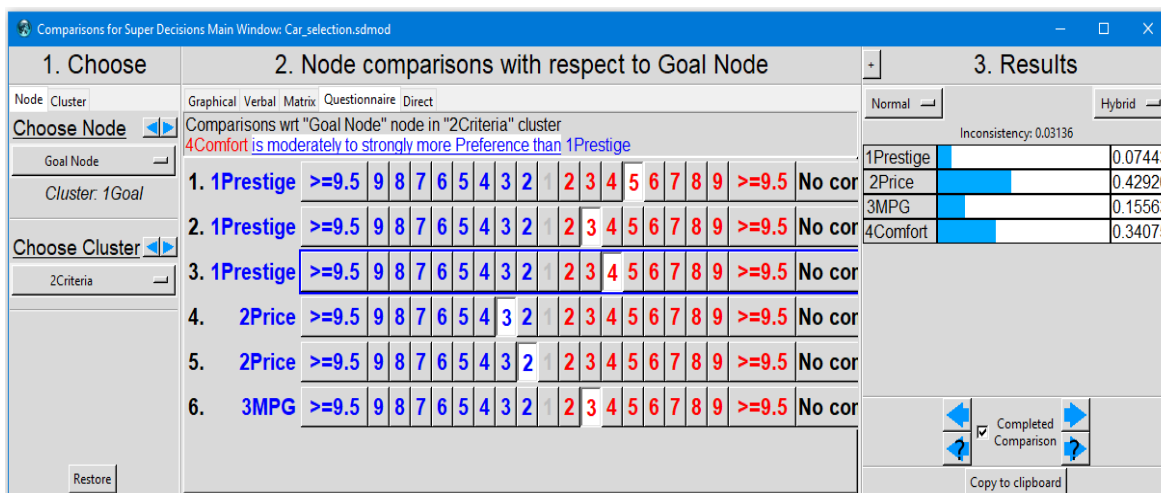 Comparisons for Super Decisions Main Window: Car_selection.sdmod
1. Choose
2. Node comparisons with respect to Goal Node
+ 3. Results
Node Cluster
Graphical Verbal Matrix Questionnaire Direct
Normal Hybrid
Choose Node
Comparisons wrt "Goal Node" node in "2Criteria" cluster
4Comfort is moderately to strongly more Preference than 1Prestige
Inconsistency: 0.03136
Goal Node
Cluster: 1Goal
Choose Cluster
2Criteria
1. 1Prestige >=9.5 9 8 7 6 5 4 3 2 1 2 3 4 5 6 7 8 9 >=9.5 No cor
2. 1Prestige >=9.5 9 8 7 6 5 4 3 2 1 2 3 4 5 6 7 8 9 >=9.5 No cor
3. 1Prestige >=9.5 9 8 7 6 5 4 3 2 1 2 3 4 5 6 7 8 9 >=9.5 No cor
4. 2Price >=9.5 9 8 7 6 5 4 3 2 1 2 3 4 5 6 7 8 9 >=9.5 No cor
5. 2Price >=9.5 9 8 7 6 5 4 3 2 1 2 3 4 5 6 7 8 9 >=9.5 No cor
6. 3MPG >=9.5 9 8 7 6 5 4 3 2 1 2 3 4 5 6 7 8 9 >=9.5 No cor
1Prestige 0.0744
2Price 0.4292
3MPG 0.1556
4Comfort 0.3407
Completed
Comparison
? ?
Restore
Copy to clipboard